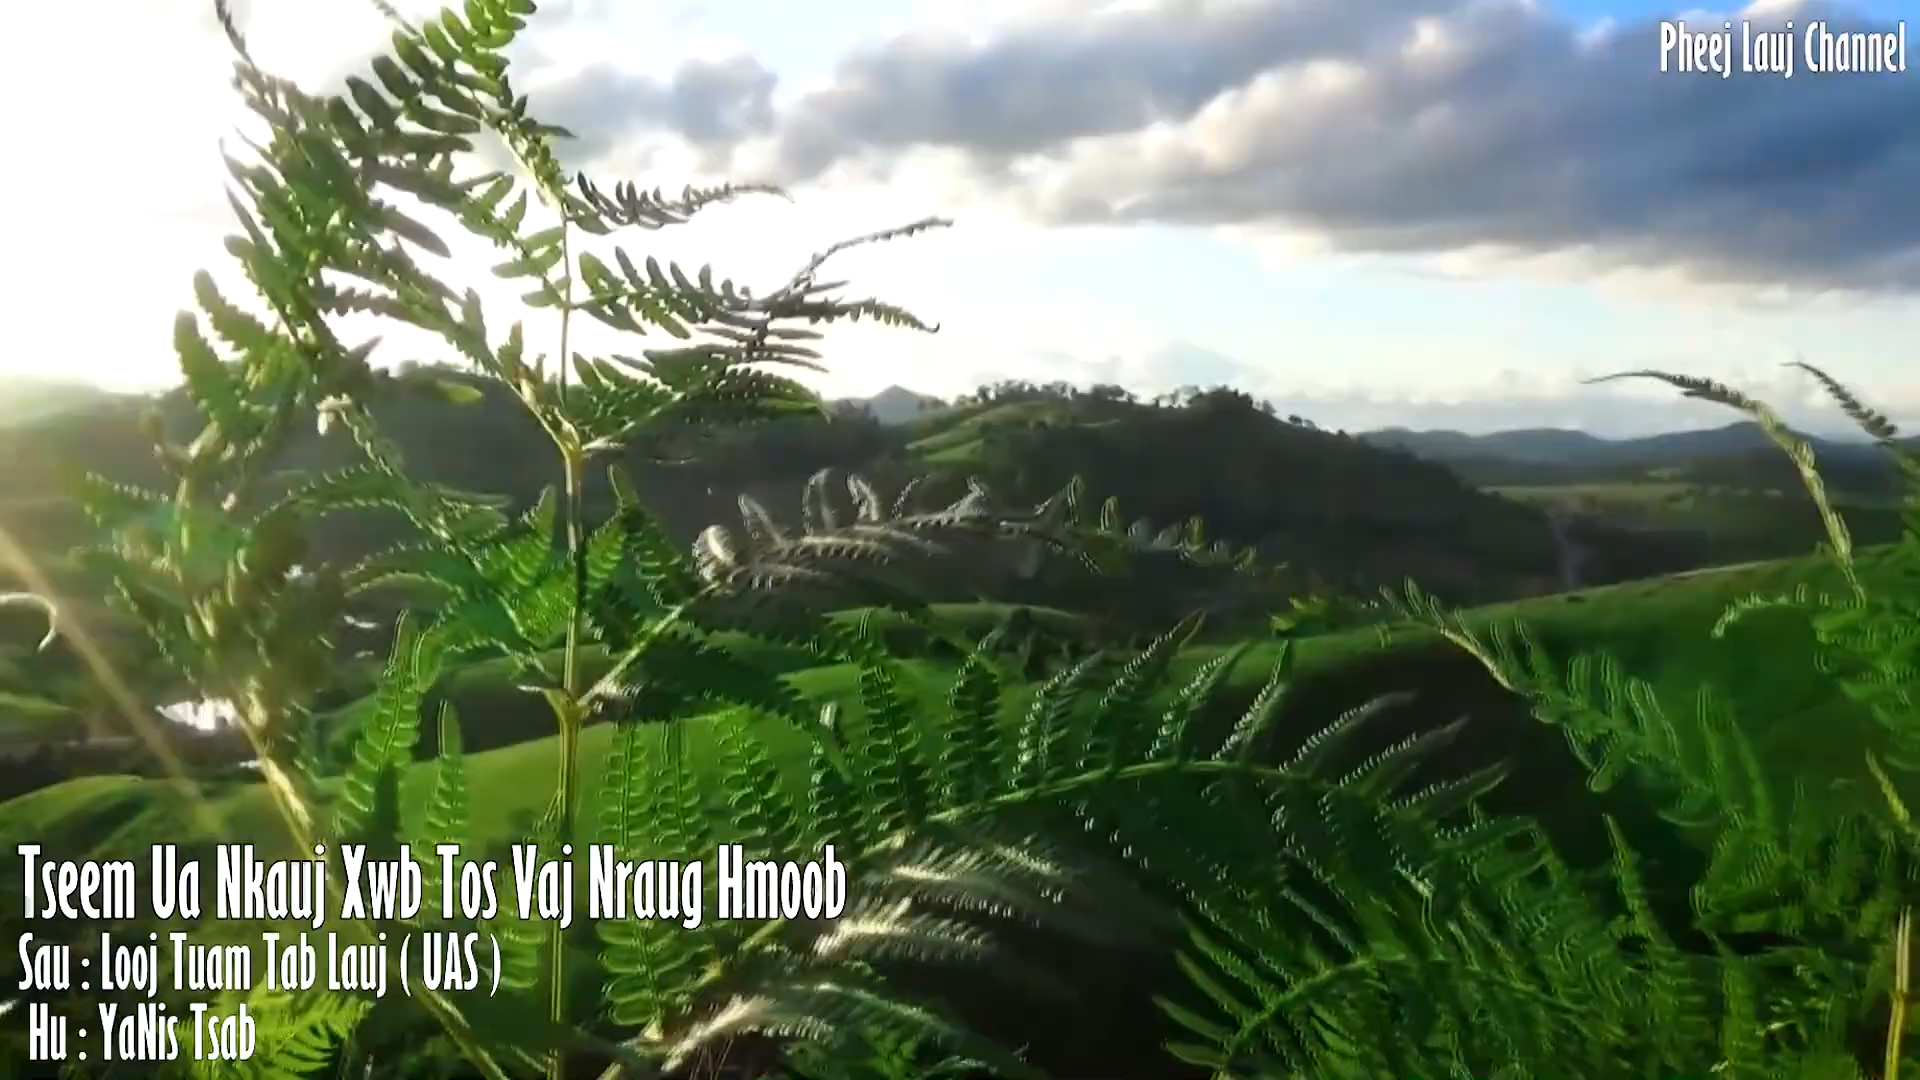 Pheej Lauj Channel
Tseem Ua Nkauj Xwb Tos Vaj Nraug Hmoob
Sau : Looj Tuam Tab Lauj ( UAS )
Hu : YaNis Tsab